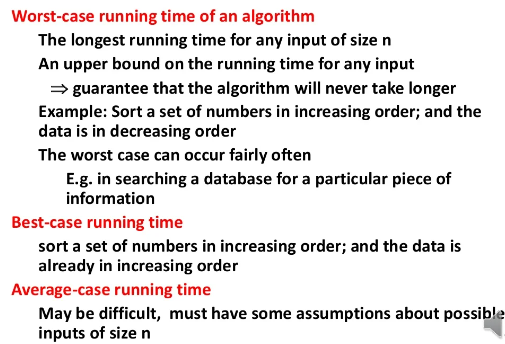 Worst-case running time of an algorithm
The longest running time for any input of size n
An upper bound on the running time for any input
⇒ guarantee that the algorithm will never take longer
Example: Sort a set of numbers in increasing order; and the
data is in decreasing order
The worst case can occur fairly often
E.g. in searching a database for a particular piece of
information
Best-case running time
sort a set of numbers in increasing order; and the data is
already in increasing order
Average-case running time
May be difficult, must have some assumptions about possible
inputs of size n